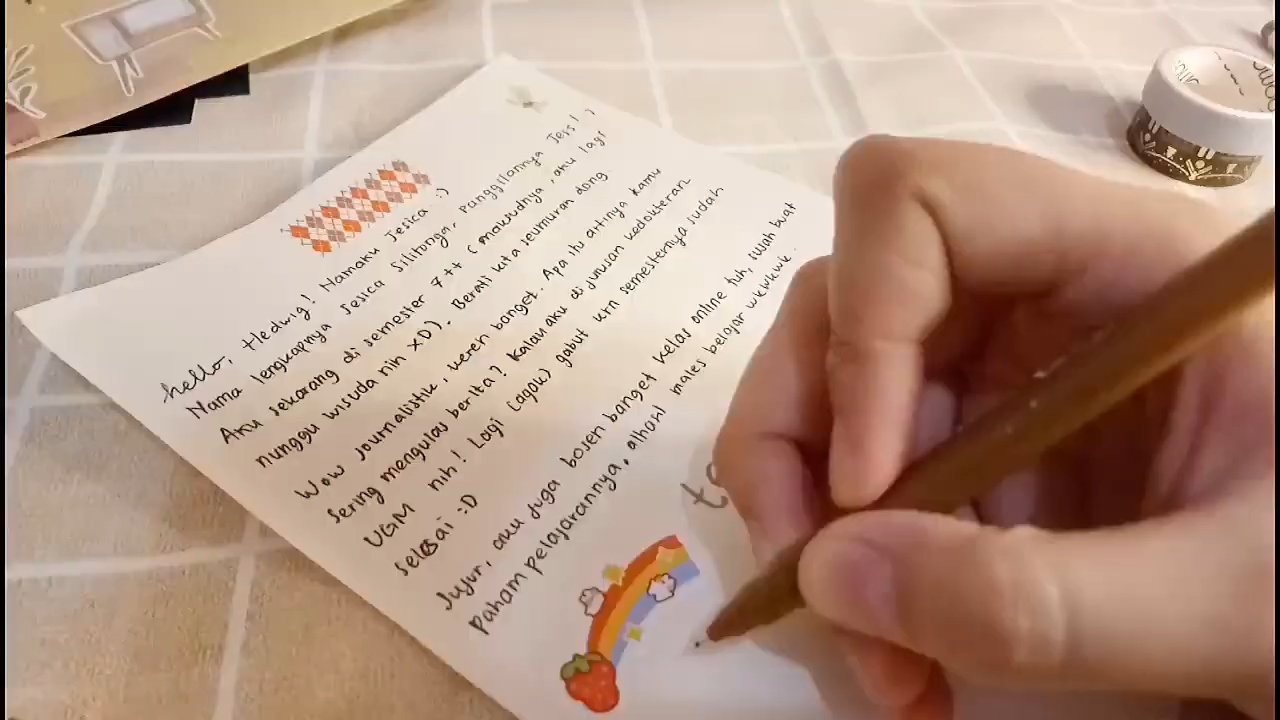 hello, Hedwig! Namaku Jesica :)
Nama lengkapnya Jesica Silitonga, Panggilannya Jess! )
Aku sekarang di semester 7++ (maksudnya, aku lagi
nunggu wisuda nih XD). Berati kita seumuran dong
Wow journalistik, keren banget. Apa itu artinya kamu
sering mengulas berita? Kalau aku di jurusan kedokteran
UGM nih! Lagi (agak) gabut krn semesternya sudah
selesai =D
Jujur, aku juga bosen banget kelas online tuh, susah buat
paham pelajarannya, alhasil males belajar wkwkwk.
to